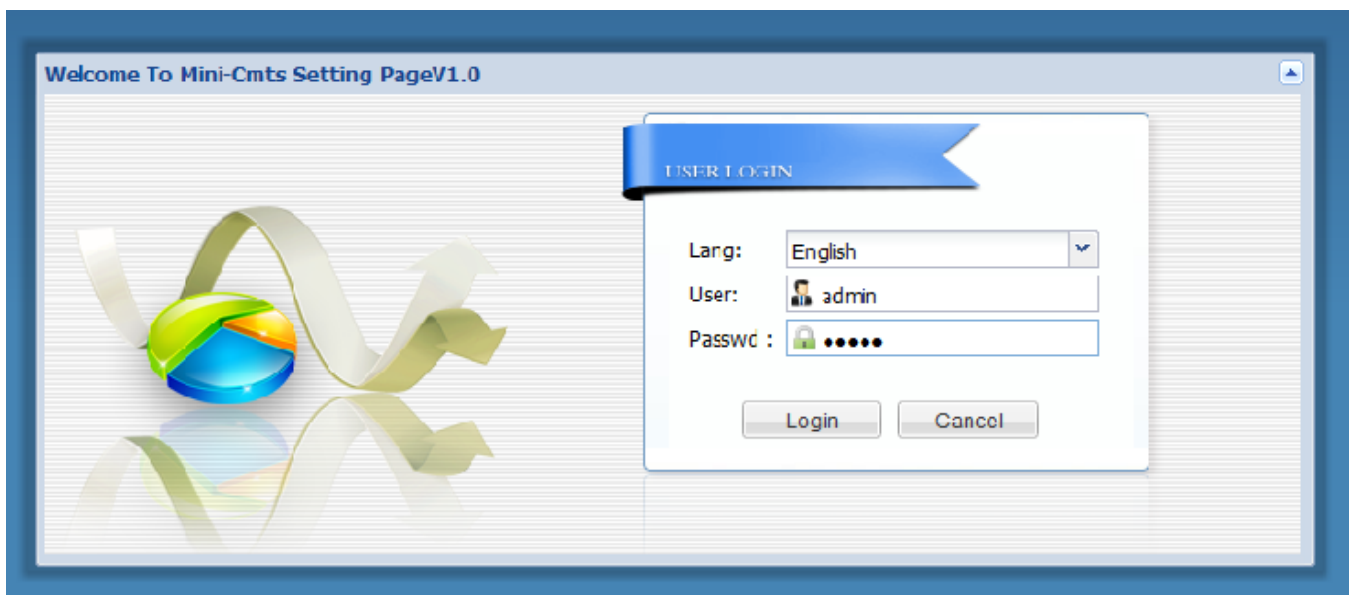 Welcome To Mini-Cmts Setting PageV1.0
USER LOGIN
Lang: English
User: admin
Passwd : •••••
Login Cancel